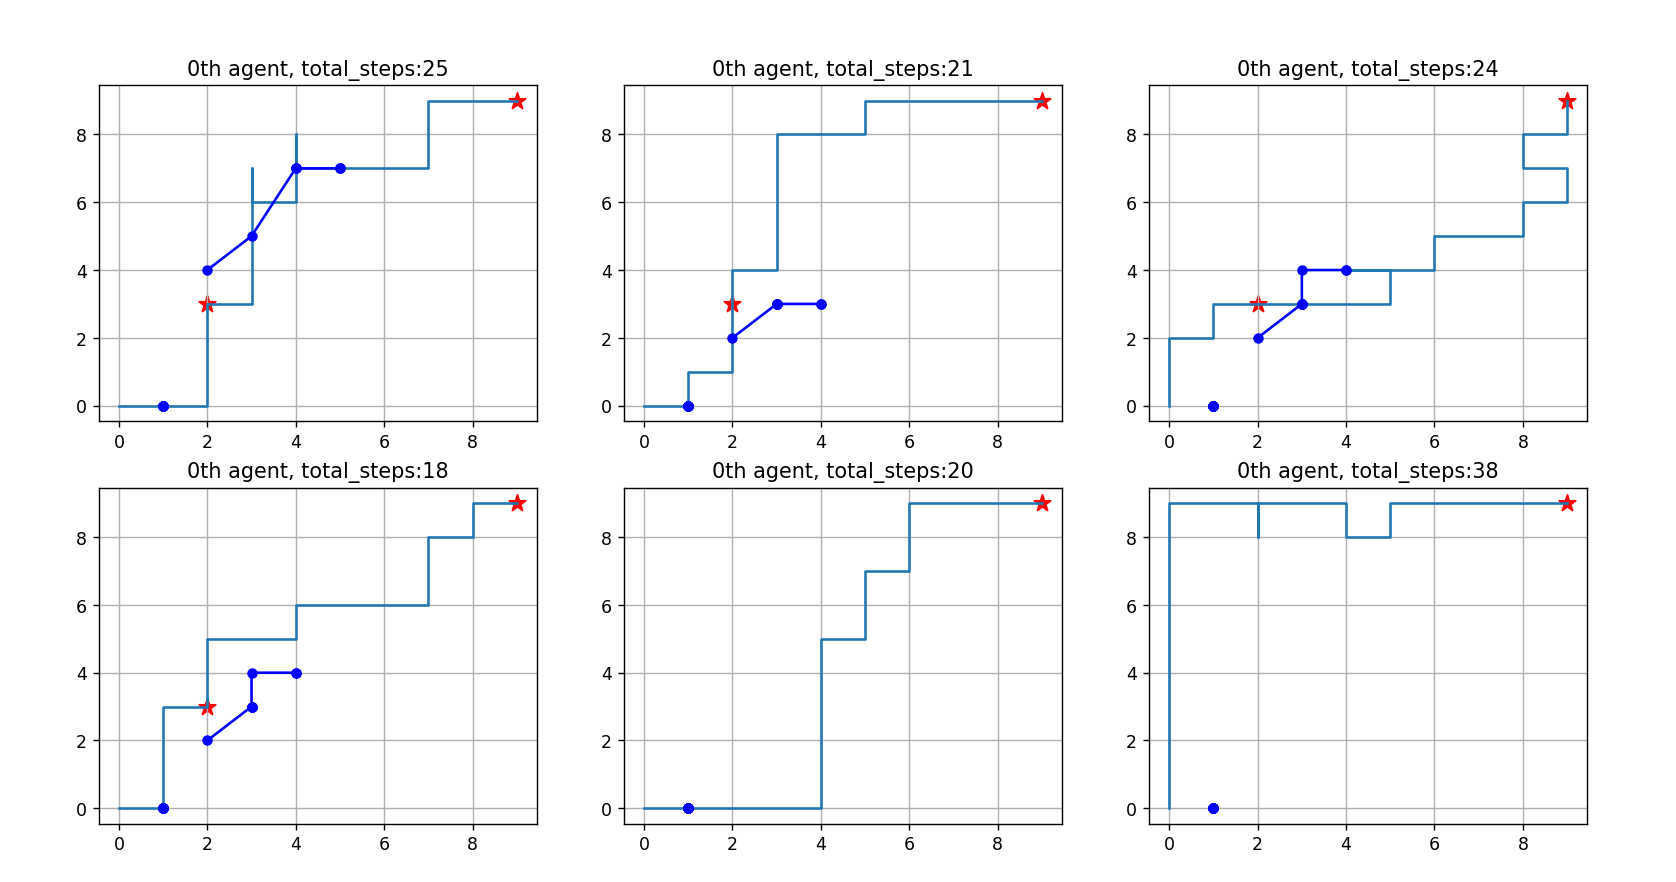 0th agent, total_steps:25
0th agent, total_steps:21
0th agent, total_steps:24
8
6
4
2
0
0 2 4 6 8
8
6
4
2
0
0 2 4 6 8
8
6
4
2
0
0 2 4 6 8
0th agent, total_steps:18
0th agent, total_steps:20
0th agent, total_steps:38
8
6
4
2
0
0 2 4 6 8
8
6
4
2
0
0 2 4 6 8
8
6
4
2
0
0 2 4 6 8